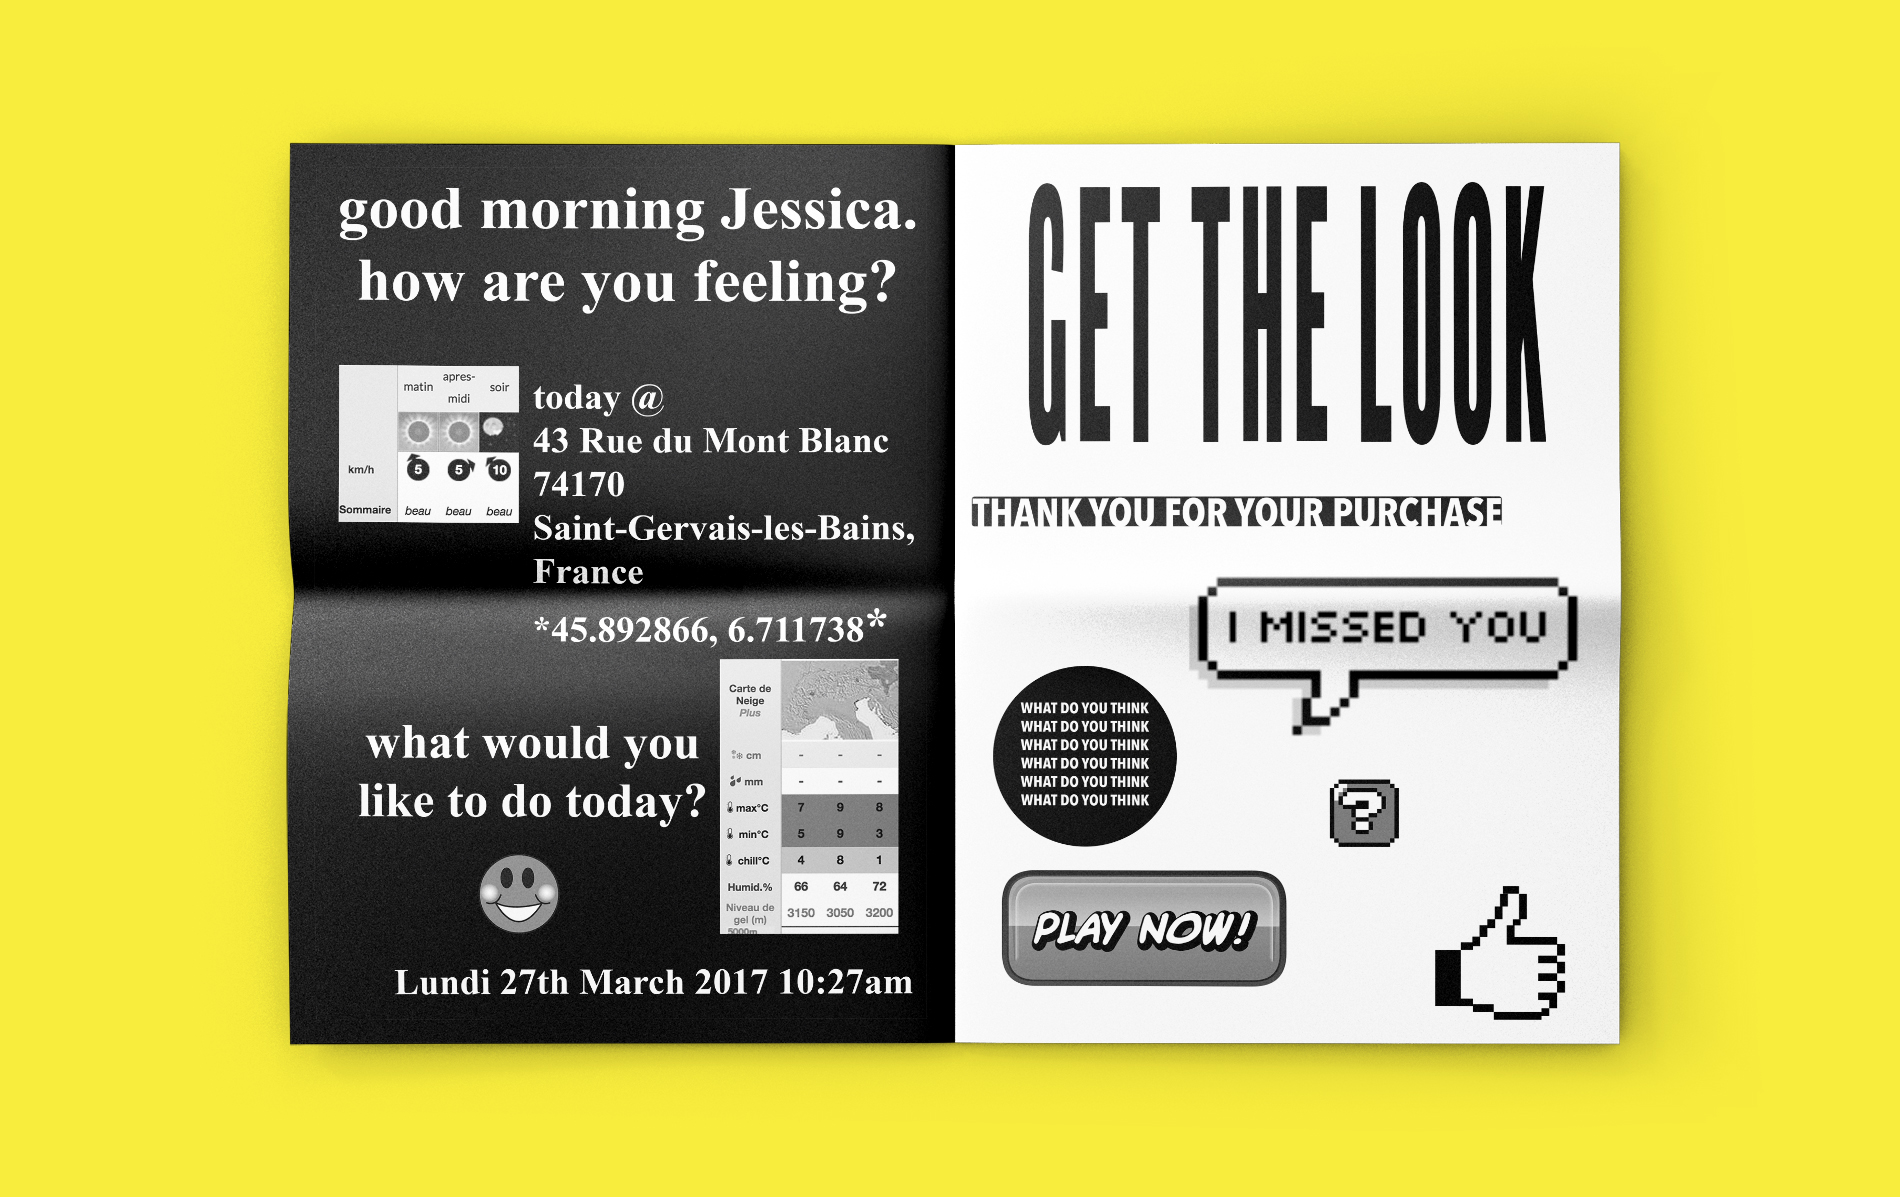 good morning Jessica.
how are you feeling?
matin apres-midi soir
km/h 5 5 10
Sommaire beau beau beau
today @
43 Rue du Mont Blanc
74170
Saint-Gervais-les-Bains,
France
*45.892866, 6.711738*
Carte de
Neige
Plus
cm - - -
mm - - -
max°C 7 9 8
min°C 5 9 3
chill°C 4 8 1
Humid.% 66 64 72
Niveau de
gel (m) 3150 3050 3200
5000m
what would you
like to do today?
Lundi 27th March 2017 10:27am
GET THE LOOK
THANK YOU FOR YOUR PURCHASE
I MISSED YOU
WHAT DO YOU THINK
WHAT DO YOU THINK
WHAT DO YOU THINK
WHAT DO YOU THINK
WHAT DO YOU THINK
WHAT DO YOU THINK
?
PLAY NOW!